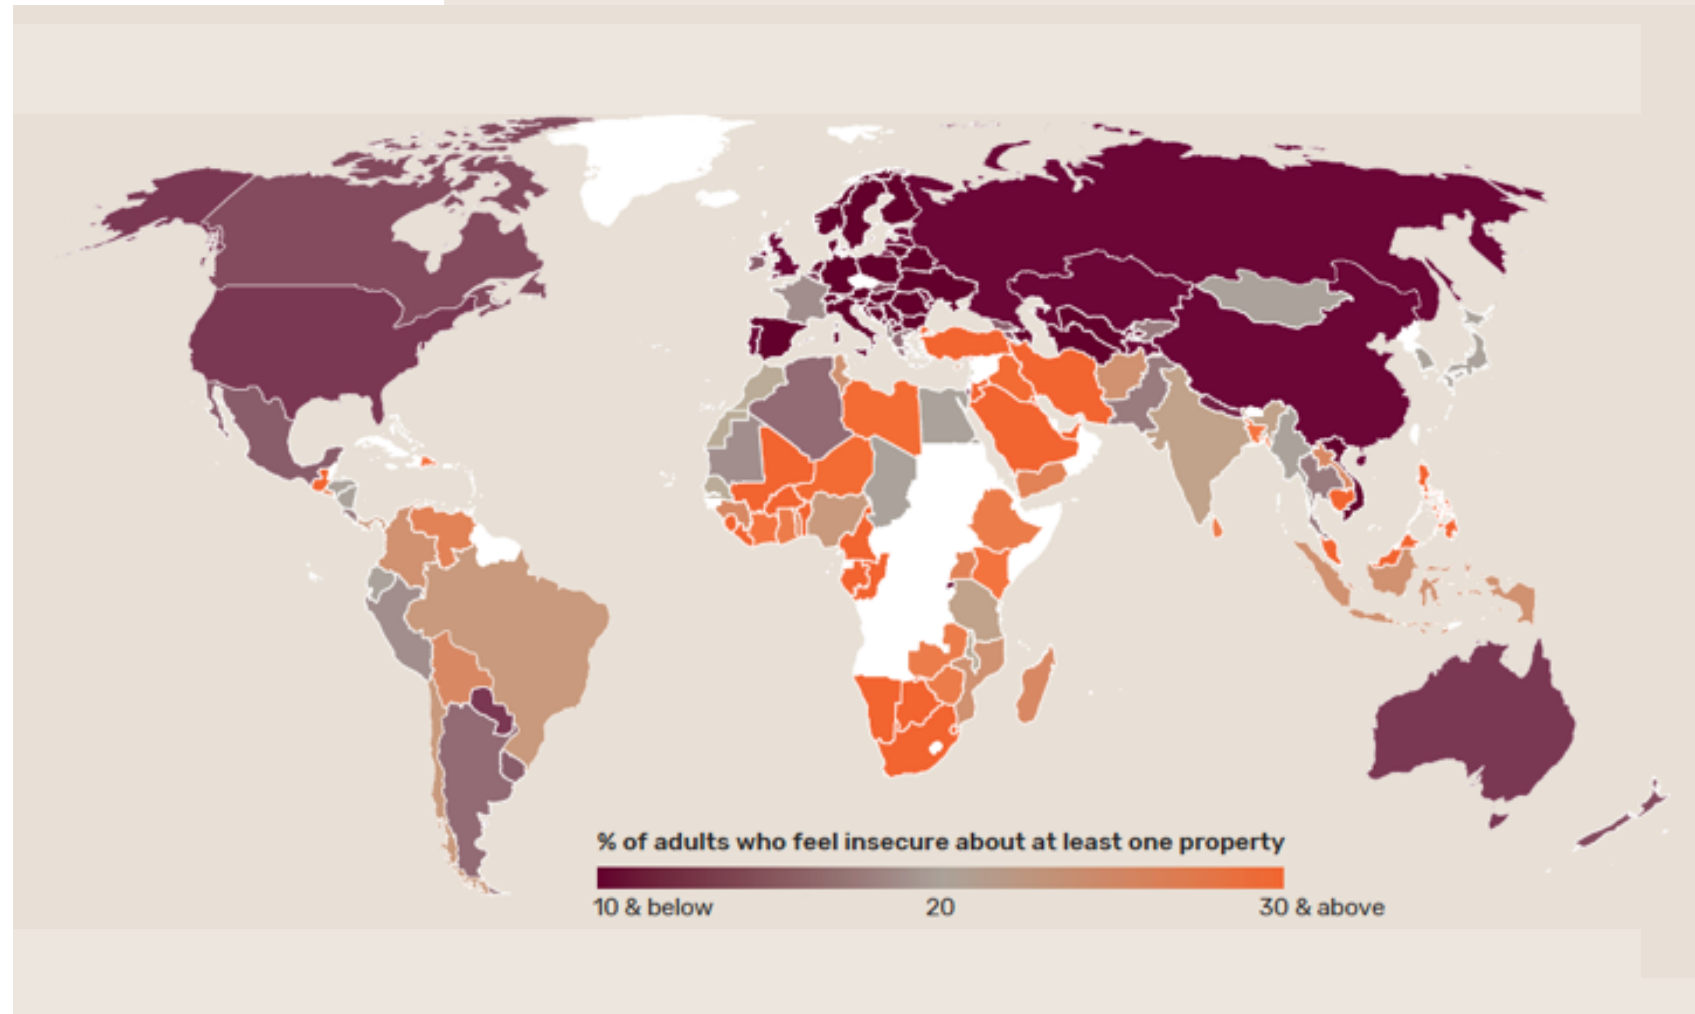 % of adults who feel insecure about at least one property
10 & below 20 30 & above